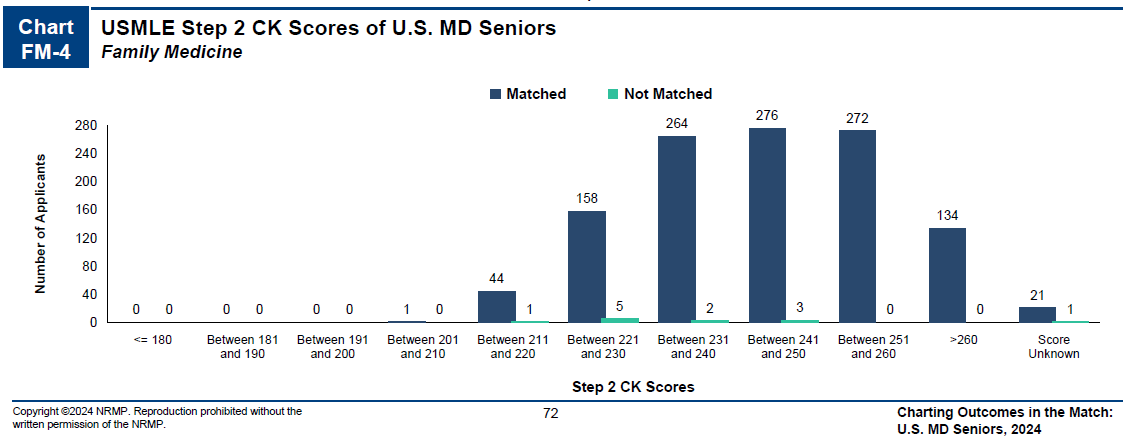 Chart
FM-4
USMLE Step 2 CK Scores of U.S. MD Seniors
Family Medicine
Matched
Not Matched
Number of Applicants
280
240
200
160
120
80
40
0
0 0 0 0 0 0 1 0 44 1 158 5 264 2 276 3 272 0 134 0 21 1
<= 180
Between 181
and 190
Between 191
and 200
Between 201
and 210
Between 211
and 220
Between 221
and 230
Between 231
and 240
Between 241
and 250
Between 251
and 260
>260
Score
Unknown
Step 2 CK Scores
Copyright ©2024 NRMP. Reproduction prohibited without the
written permission of the NRMP.
72
Charting Outcomes in the Match:
U.S. MD Seniors, 2024